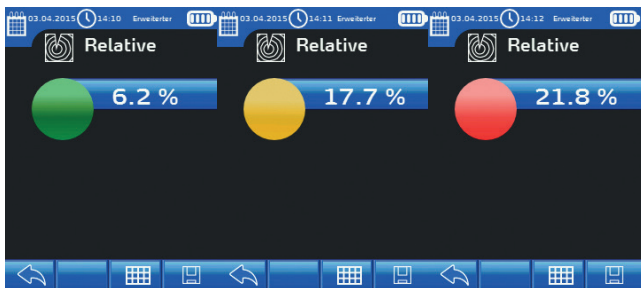 03.04.2015 14:10 Erweiterter
Relative
6.2 %
03.04.2015 14:11 Erweiterter
Relative
17.7 %
03.04.2015 14:12 Erweiterter
Relative
21.8 %